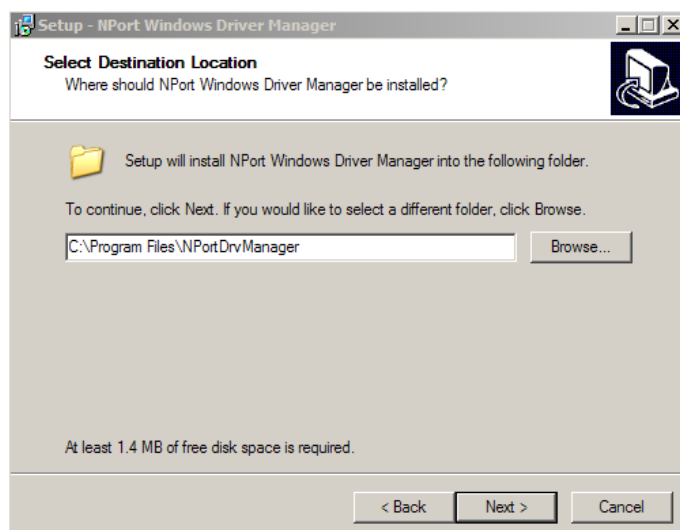 Setup - NPort Windows Driver Manager
Select Destination Location
Where should NPort Windows Driver Manager be installed?
Setup will install NPort Windows Driver Manager into the following folder.
To continue, click Next. If you would like to select a different folder, click Browse.
C:\Program Files\NPortDrvManager
Browse...
At least 1.4 MB of free disk space is required.
< Back
Next >
Cancel